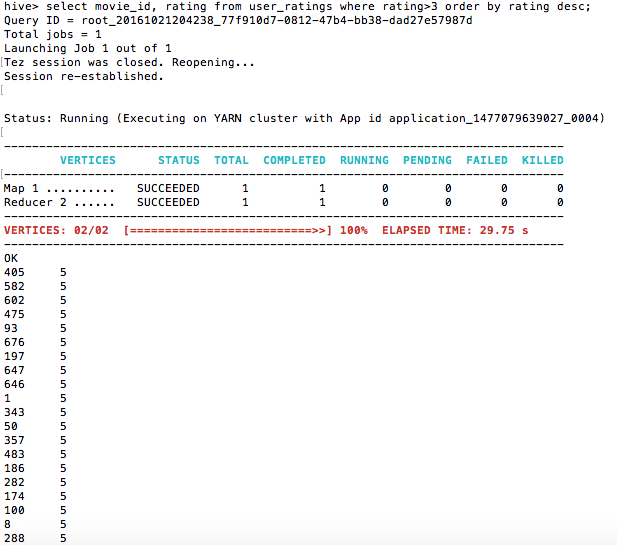 hive> select movie_id, rating from user_ratings where rating>3 order by rating desc;
Query ID = root_20161021204238_77f910d7-0812-47b4-bb38-dad27e57987d
Total jobs = 1
Launching Job 1 out of 1
[Tez session was closed. Reopening...
Session re-established.
[
Status: Running (Executing on YARN cluster with App id application_1477079639027_0004)
[
--------------------------------------------------------------------------------
VERTICES STATUS TOTAL COMPLETED RUNNING PENDING FAILED KILLED
[--------------------------------------------------------------------------------
Map 1 .......... SUCCEEDED 1 1 0 0 0 0
Reducer 2 ...... SUCCEEDED 1 1 0 0 0 0
--------------------------------------------------------------------------------
VERTICES: 02/02 [==========================>>] 100% ELAPSED TIME: 29.75 s
--------------------------------------------------------------------------------
OK
405 5
582 5
602 5
475 5
93 5
676 5
197 5
647 5
646 5
1 5
343 5
50 5
357 5
483 5
186 5
282 5
174 5
100 5
8 5
288 5